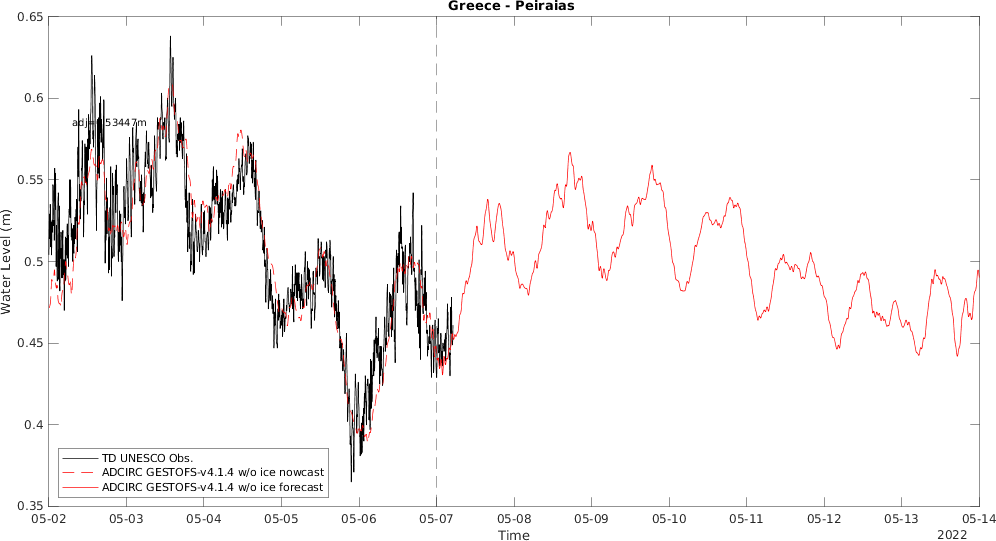 Greece - Peiraias
Water Level (m)
0.65
0.6
0.55
0.5
0.45
0.4
0.35
TD UNESCO Obs.
ADCIRC GESTOFS-v4.1.4 w/o ice nowcast
ADCIRC GESTOFS-v4.1.4 w/o ice forecast
05-02 05-03 05-04 05-05 05-06 05-07 05-08 05-09 05-10 05-11 05-12 05-13 05-14
Time
2022